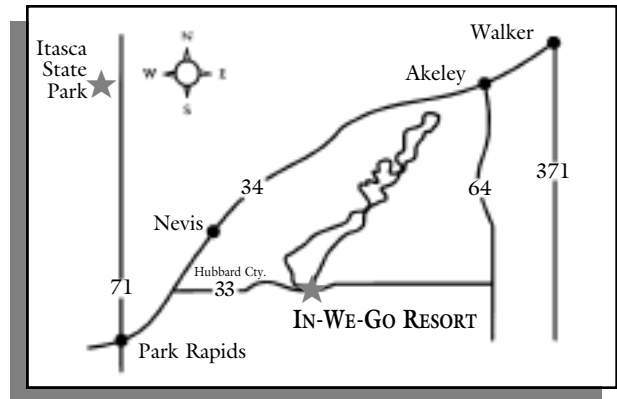 Itasca
State
Park
N
W E
S
Walker
Akeley
371
64
34
Nevis
Hubbard Cty.
33
71
IN-WE-GO RESORT
Park Rapids